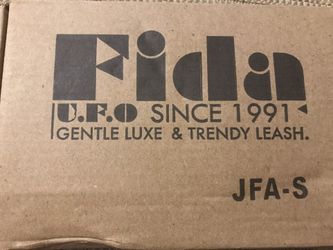 Fida
U.F.O SINCE 1991
GENTLE LUXE & TRENDY LEASH.
JFA-S